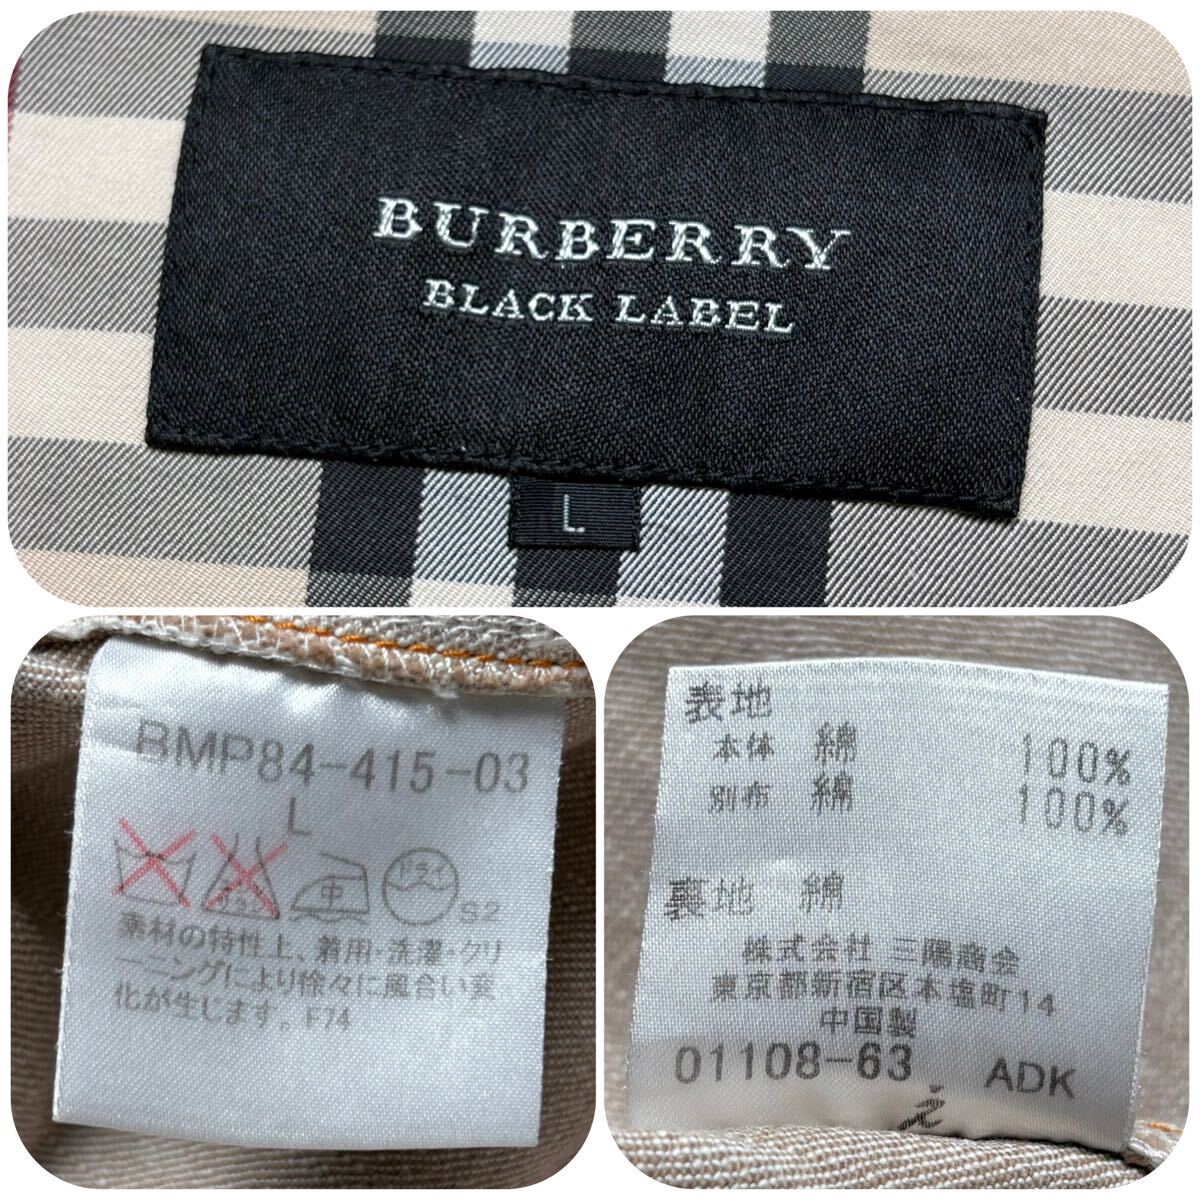 BURBERRY
BLACK LABEL
L
BMP84-415-03
L
中 ドライ S2
素材の特性上、着用・洗濯・クリ
ーニングにより徐々に風合い変
化が生じます。F74
表地
本体 綿 100%
別布 綿 100%
裏地 綿
株式会社 三陽商会
東京都新宿区本塩町14
中国製
01108-63 ADK